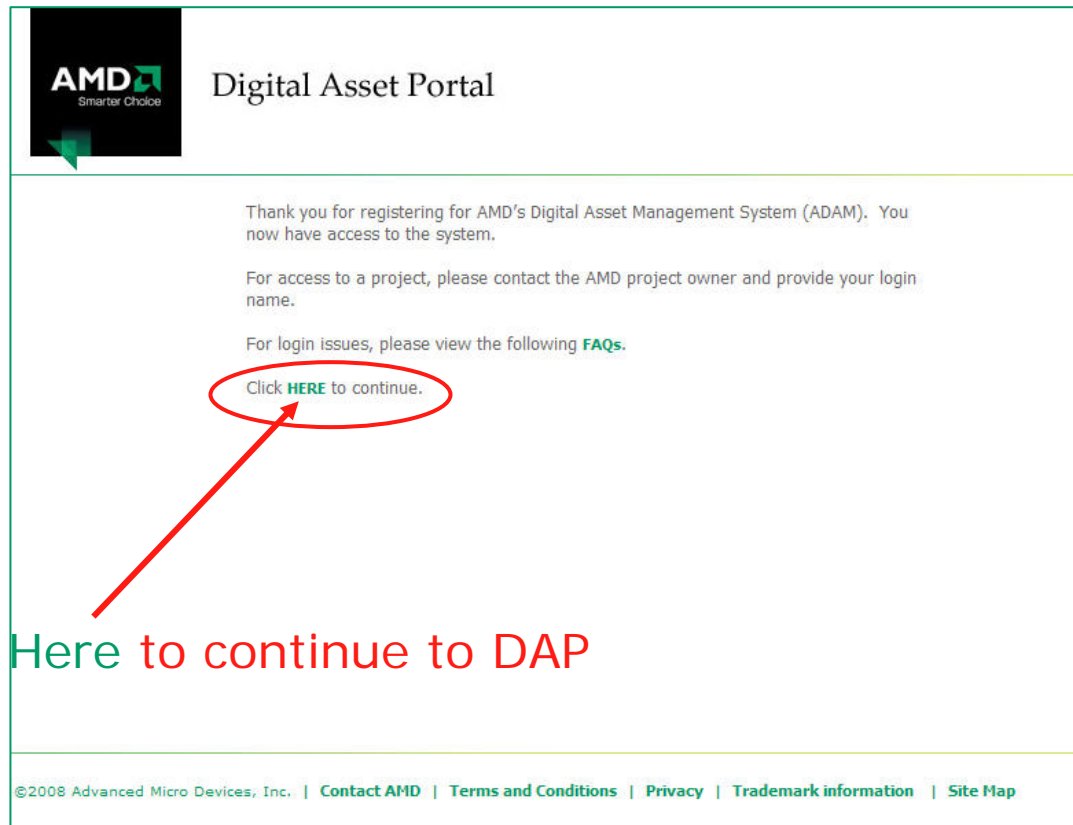 AMD
Smarter Choice
Digital Asset Portal
Thank you for registering for AMD's Digital Asset Management System (ADAM). You
now have access to the system.
For access to a project, please contact the AMD project owner and provide your login
name.
For login issues, please view the following FAQs.
Click HERE to continue.
Here to continue to DAP
©2008 Advanced Micro Devices, Inc. | Contact AMD | Terms and Conditions | Privacy | Trademark information | Site Map